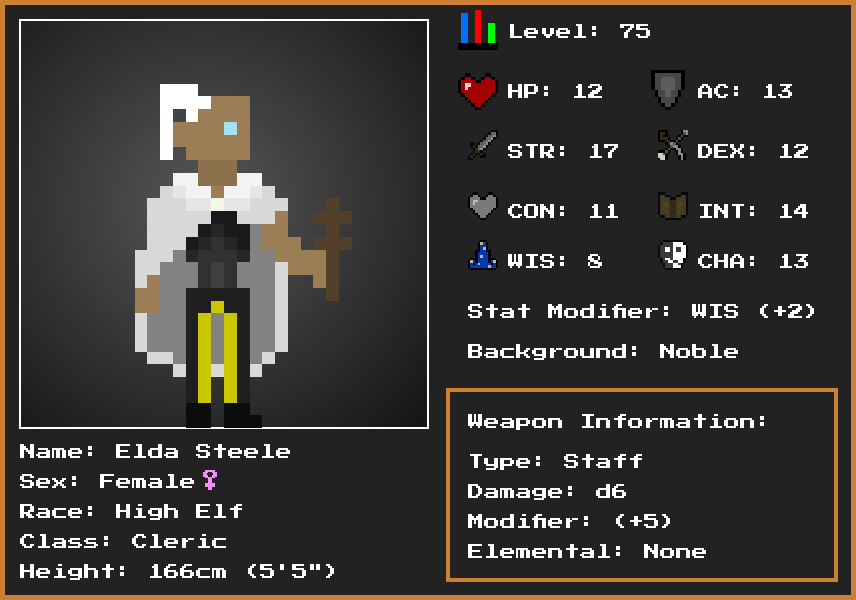 Level: 75
HP: 12
AC: 13
STR: 17
DEX: 12
CON: 11
INT: 14
WIS: 8
CHA: 13
Stat Modifier: WIS (+2)
Background: Noble
Weapon Information:
Type: Staff
Damage: d6
Modifier: (+5)
Elemental: None
Name: Elda Steele
Sex: Female♀
Race: High Elf
Class: Cleric
Height: 166cm (5'5")